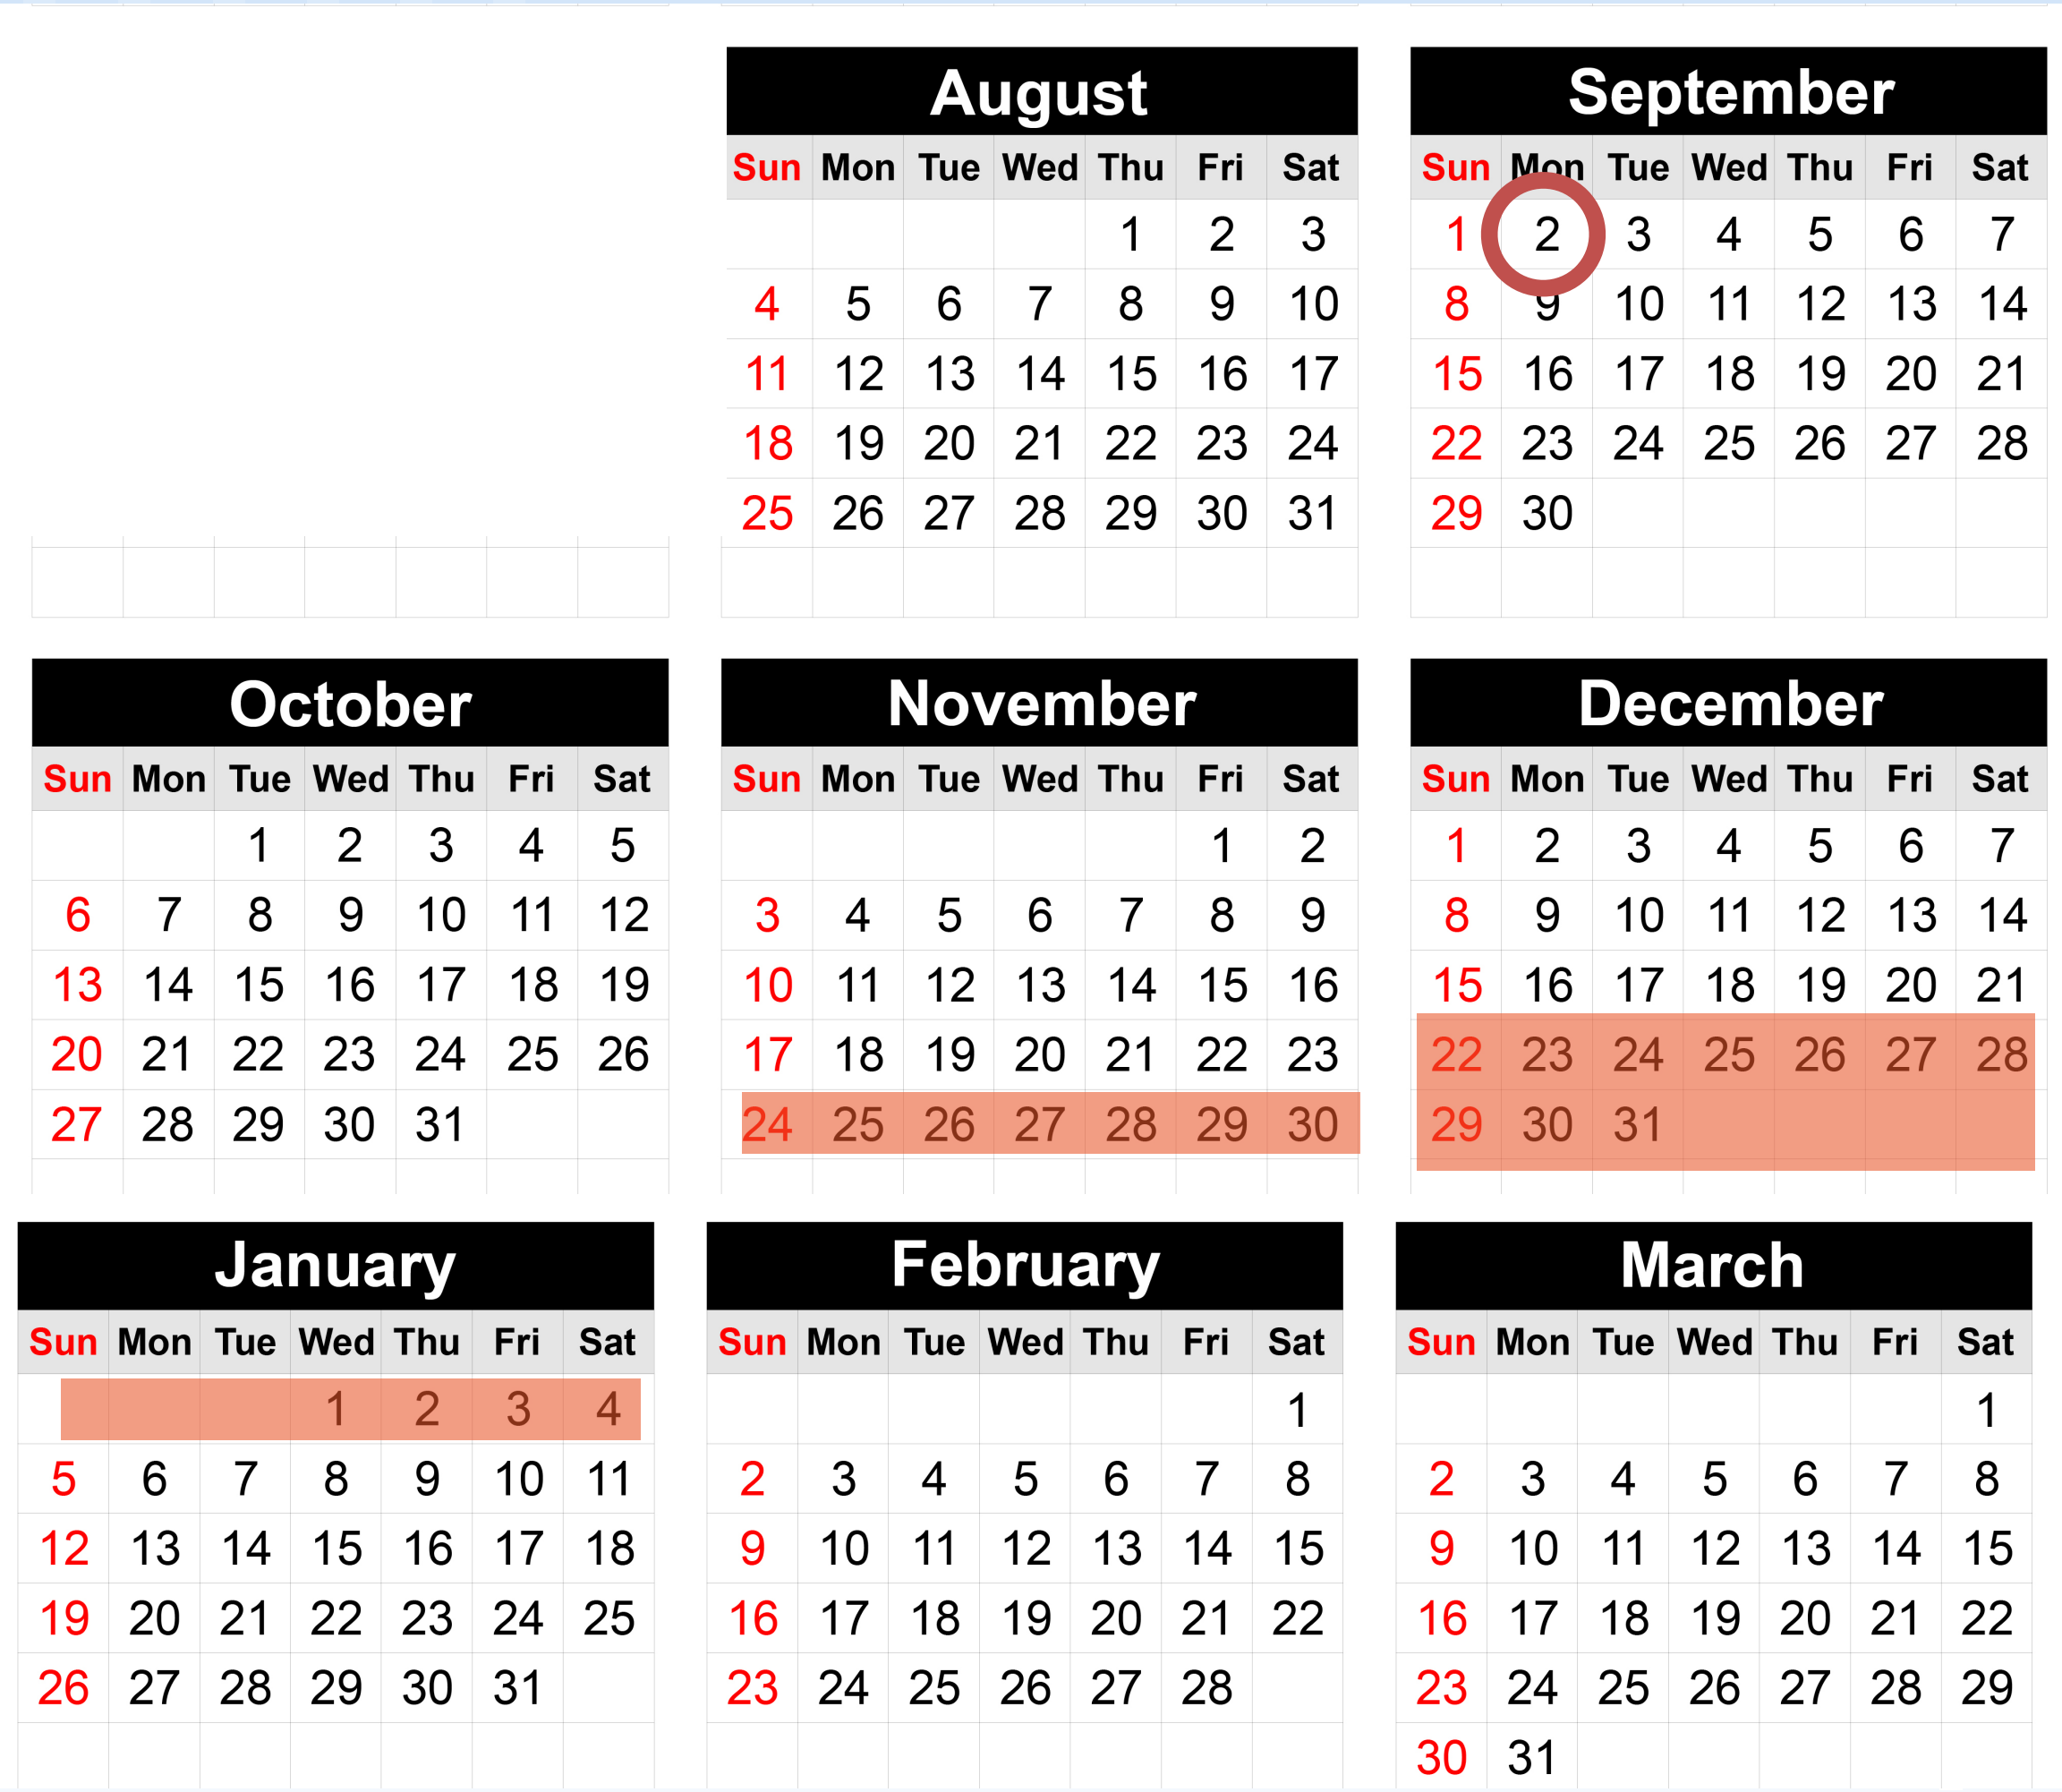 August
Sun Mon Tue Wed Thu Fri Sat
1 2 3
4 5 6 7 8 9 10
11 12 13 14 15 16 17
18 19 20 21 22 23 24
25 26 27 28 29 30 31
September
Sun Mon Tue Wed Thu Fri Sat
1 2 3 4 5 6 7
8 9 10 11 12 13 14
15 16 17 18 19 20 21
22 23 24 25 26 27 28
29 30
October
Sun Mon Tue Wed Thu Fri Sat
1 2 3 4 5
6 7 8 9 10 11 12
13 14 15 16 17 18 19
20 21 22 23 24 25 26
27 28 29 30 31
November
Sun Mon Tue Wed Thu Fri Sat
1 2
3 4 5 6 7 8 9
10 11 12 13 14 15 16
17 18 19 20 21 22 23
24 25 26 27 28 29 30
December
Sun Mon Tue Wed Thu Fri Sat
1 2 3 4 5 6 7
8 9 10 11 12 13 14
15 16 17 18 19 20 21
22 23 24 25 26 27 28
29 30 31
January
Sun Mon Tue Wed Thu Fri Sat
1 2 3 4
5 6 7 8 9 10 11
12 13 14 15 16 17 18
19 20 21 22 23 24 25
26 27 28 29 30 31
February
Sun Mon Tue Wed Thu Fri Sat
1
2 3 4 5 6 7 8
9 10 11 12 13 14 15
16 17 18 19 20 21 22
23 24 25 26 27 28
March
Sun Mon Tue Wed Thu Fri Sat
1
2 3 4 5 6 7 8
9 10 11 12 13 14 15
16 17 18 19 20 21 22
23 24 25 26 27 28 29
30 31